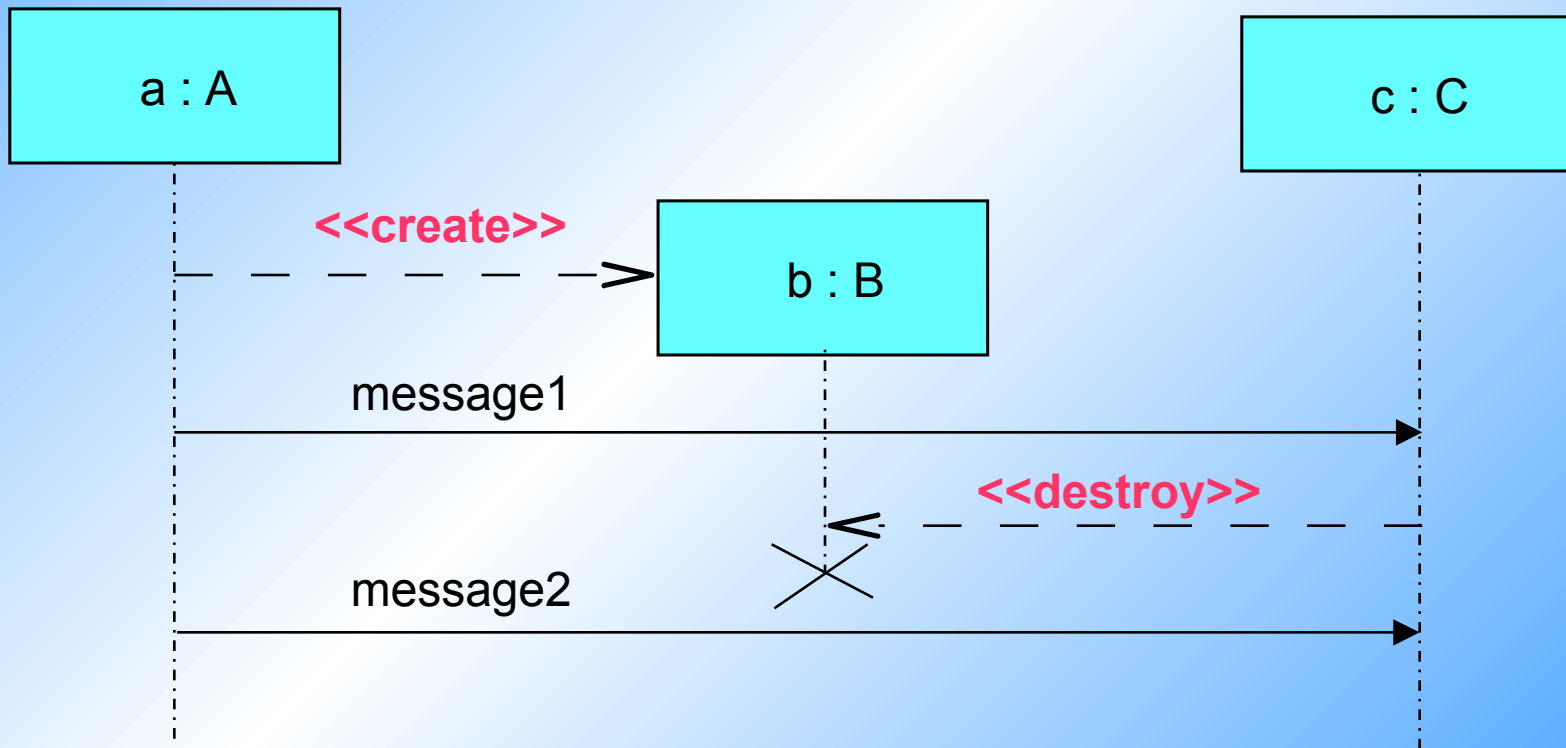 a : A
c : C
<<create>>
b : B
message1
<<destroy>>
message2